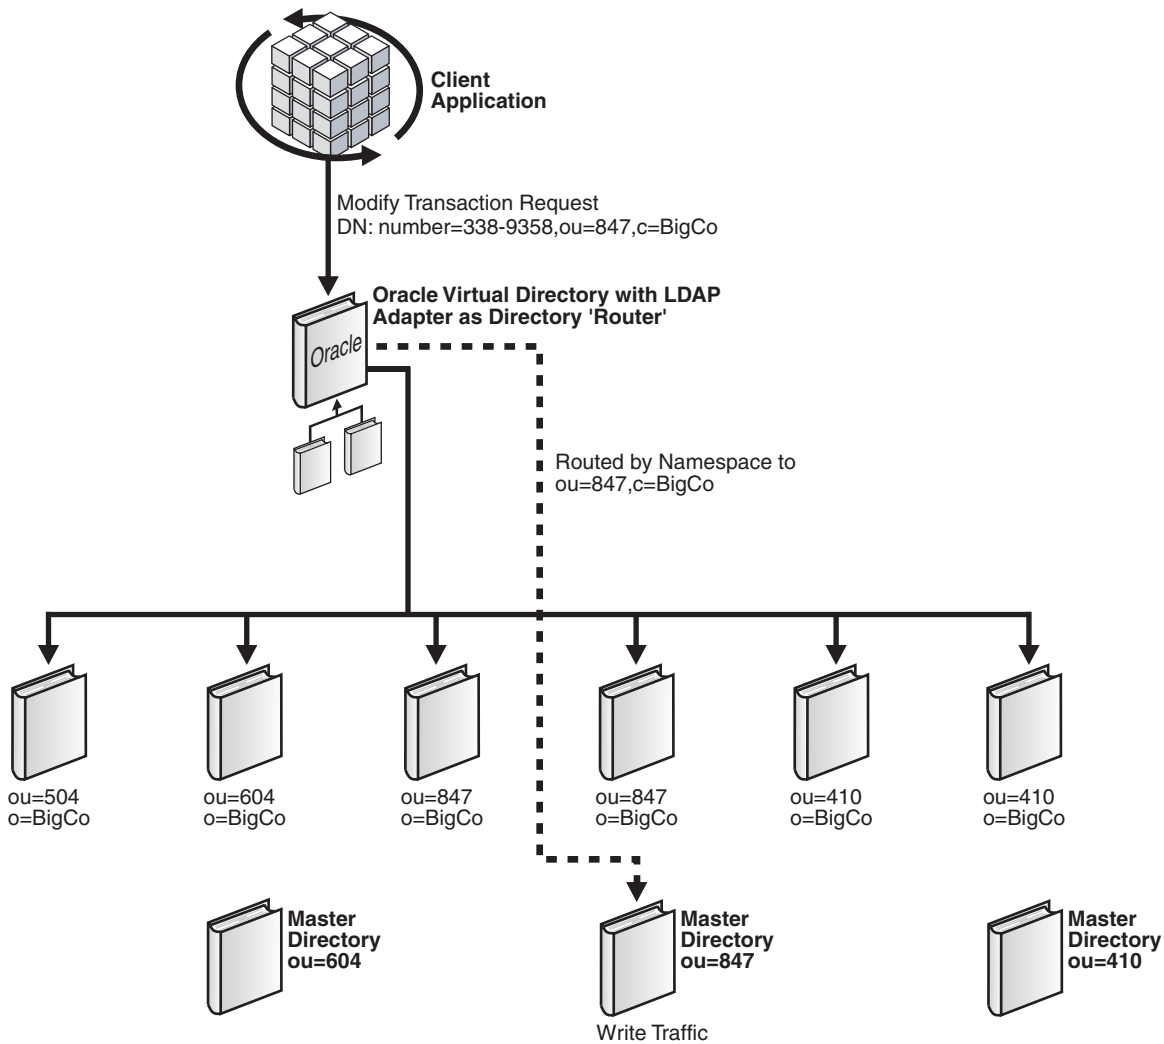 Client
Application
Modify Transaction Request
DN: number=338-9358,ou=847,c=BigCo
Oracle Virtual Directory with LDAP
Adapter as Directory 'Router'
Oracle
Routed by Namespace to
ou=847,c=BigCo
ou=504
o=BigCo
ou=604
o=BigCo
ou=847
o=BigCo
ou=847
o=BigCo
ou=410
o=BigCo
ou=410
o=BigCo
Master
Directory
ou=604
Master
Directory
ou=847
Master
Directory
ou=410
Write Traffic